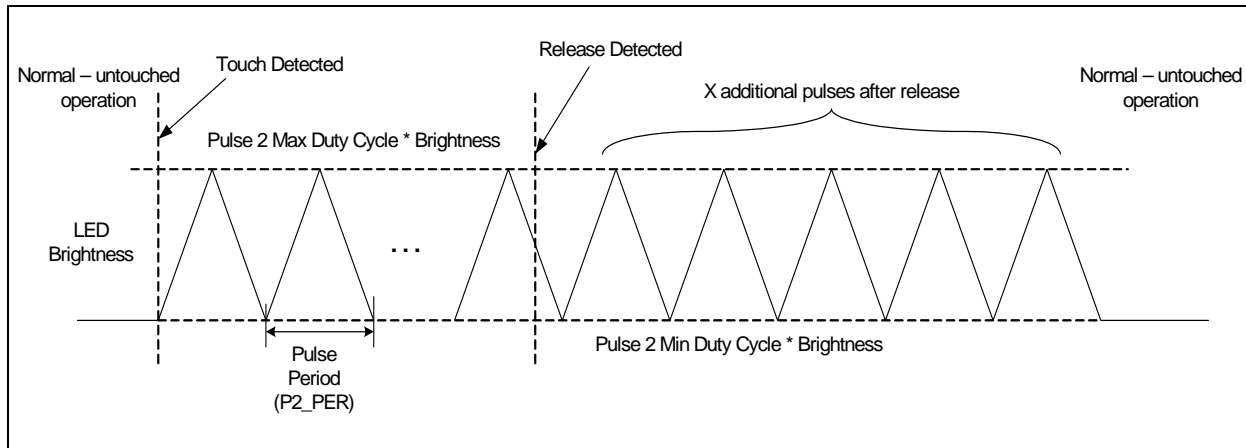 Normal – untouched
operation
Touch Detected
Release Detected
X additional pulses after release
Normal – untouched
operation
Pulse 2 Max Duty Cycle * Brightness
LED
Brightness
...
Pulse
Period
(P2_PER)
Pulse 2 Min Duty Cycle * Brightness